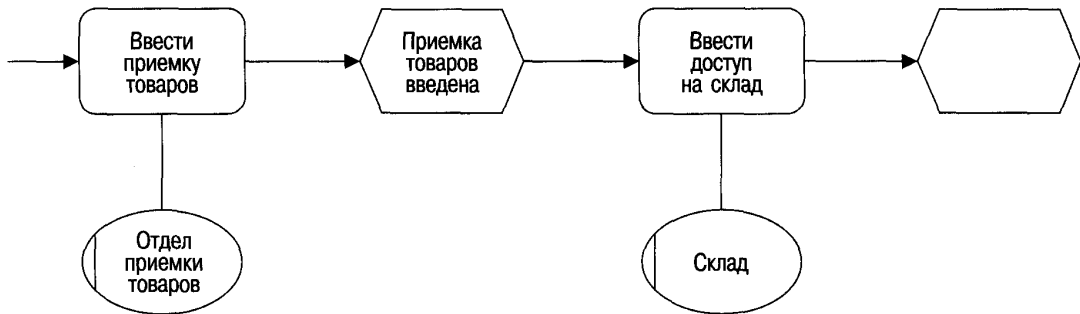 Ввести
приемку
товаров
Приемка
товаров
введена
Ввести
доступ
на склад
Отдел
приемки
товаров
Склад